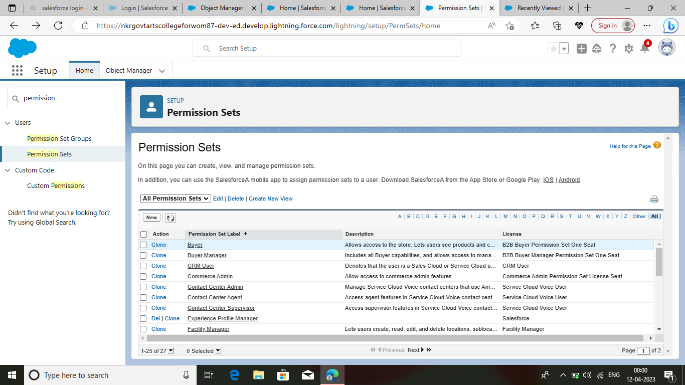 salesforce login -
Login | Salesforce
Object Manager |
Home | Salesforc
Home | Salesforc
Permission Sets |
Recently Viewed |
https://nkrgovtartscollegeforwom87-dev-ed.develop.lightning.force.com/lightning/setup/PermSets/home
Sign in
Search Setup
8
Setup
Home
Object Manager
permission
Users
Permission Set Groups
Permission Sets
Custom Code
Custom Permissions
Didn't find what you're looking for?
Try using Global Search.
SETUP
Permission Sets
Permission Sets
Help for this Page
On this page you can create, view, and manage permission sets.
In addition, you can use the SalesforceA mobile app to assign permission sets to a user. Download SalesforceA from the App Store or Google Play: iOS | Android
All Permission Sets Edit | Delete | Create New View
New
A | B | C | D | E | F | G | H | I | J | K | L | M | N | O | P | Q | R | S | T | U | V | W | X | Y | Z Other All
Action Permission Set Label Description License
Clone Buyer Allows access to the store. Lets users see products and c... B2B Buyer Permission Set One Seat
Clone Buyer Manager Includes all Buyer capabilities, and allows access to mana... B2B Buyer Manager Permission Set One Seat
Clone CRM User Denotes that the user is a Sales Cloud or Service Cloud u... CRM User
Clone Commerce Admin Allow access to commerce admin features. Commerce Admin Permission Set License Seat
Clone Contact Center Admin Manage Service Cloud Voice contact centers that use Am... Service Cloud Voice User
Clone Contact Center Agent Access agent features in Service Cloud Voice contact cent... Service Cloud Voice User
Clone Contact Center Supervisor Access supervisor features in Service Cloud Voice contact... Service Cloud Voice User
Del | Clone Experience Profile Manager Salesforce
Clone Facility Manager Lets users create, read, edit, and delete locations, subloca... Facility Manager
1-25 of 27 0 Selected Previous Next Page 1 of 2
Type here to search
ENG
00:00
12-04-2023
1